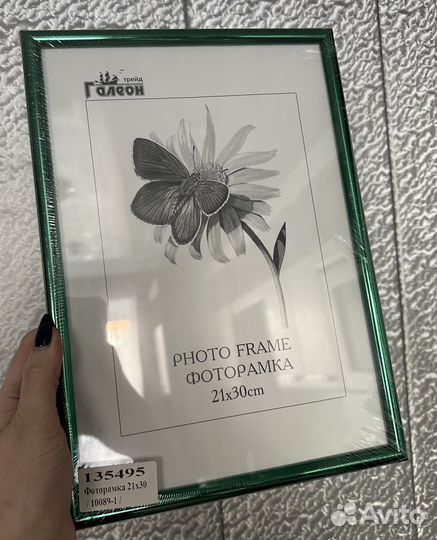 трейд
Галеон
PHOTO FRAME
ФОТОРАМКА
21x30cm
135495
Фоторамка 21x30
/ 10089-1 /
Avito